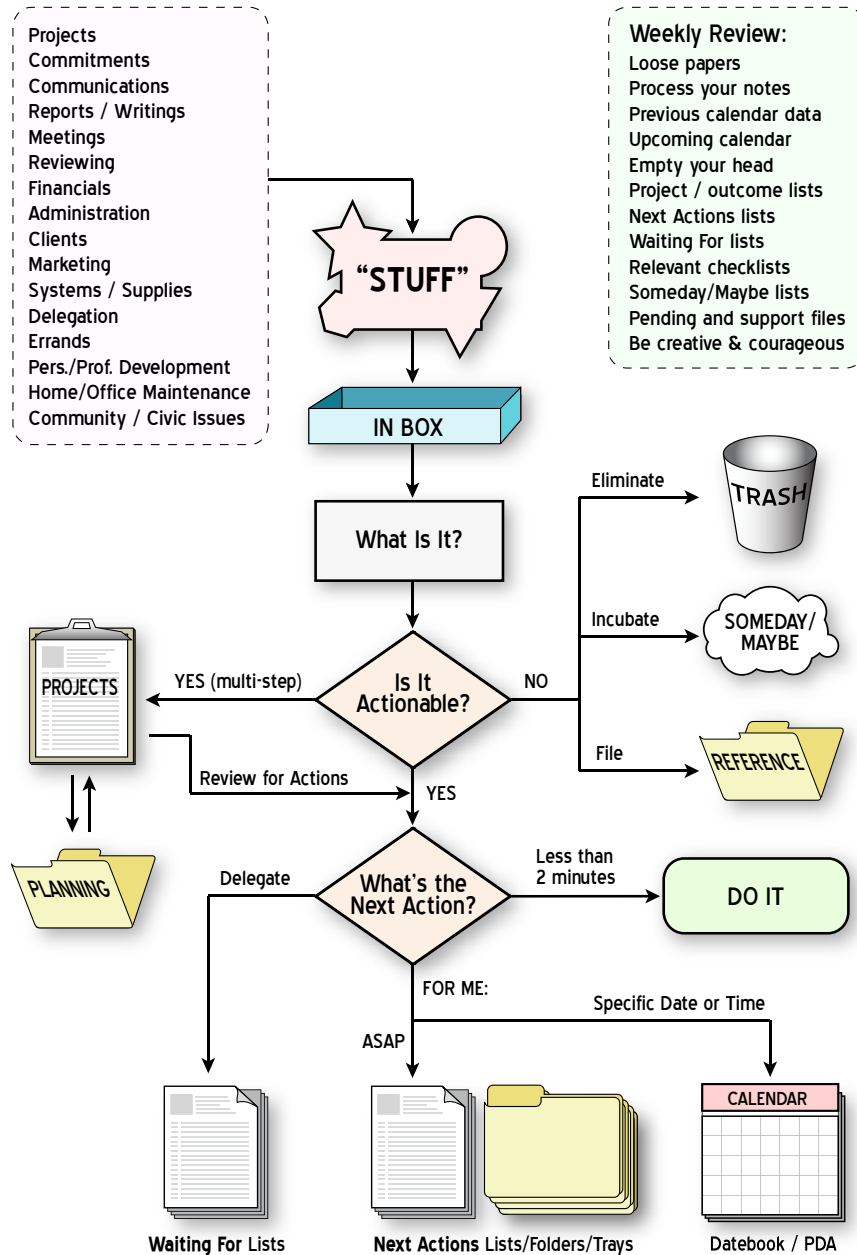 Projects
Commitments
Communications
Reports / Writings
Meetings
Reviewing
Financials
Administration
Clients
Marketing
Systems / Supplies
Delegation
Errands
Pers./Prof. Development
Home/Office Maintenance
Community / Civic Issues
Weekly Review:
Loose papers
Process your notes
Previous calendar data
Upcoming calendar
Empty your head
Project / outcome lists
Next Actions lists
Waiting For lists
Relevant checklists
Someday/Maybe lists
Pending and support files
Be creative & courageous
“STUFF”
IN BOX
What Is It?
Eliminate
TRASH
Incubate
SOMEDAY/
MAYBE
File
REFERENCE
Is It
Actionable?
NO
YES (multi-step)
PROJECTS
Review for Actions
YES
PLANNING
Delegate
What’s the
Next Action?
Less than
2 minutes
DO IT
FOR ME:
Specific Date or Time
ASAP
CALENDAR
Waiting For Lists
Next Actions Lists/Folders/Trays
Datebook / PDA